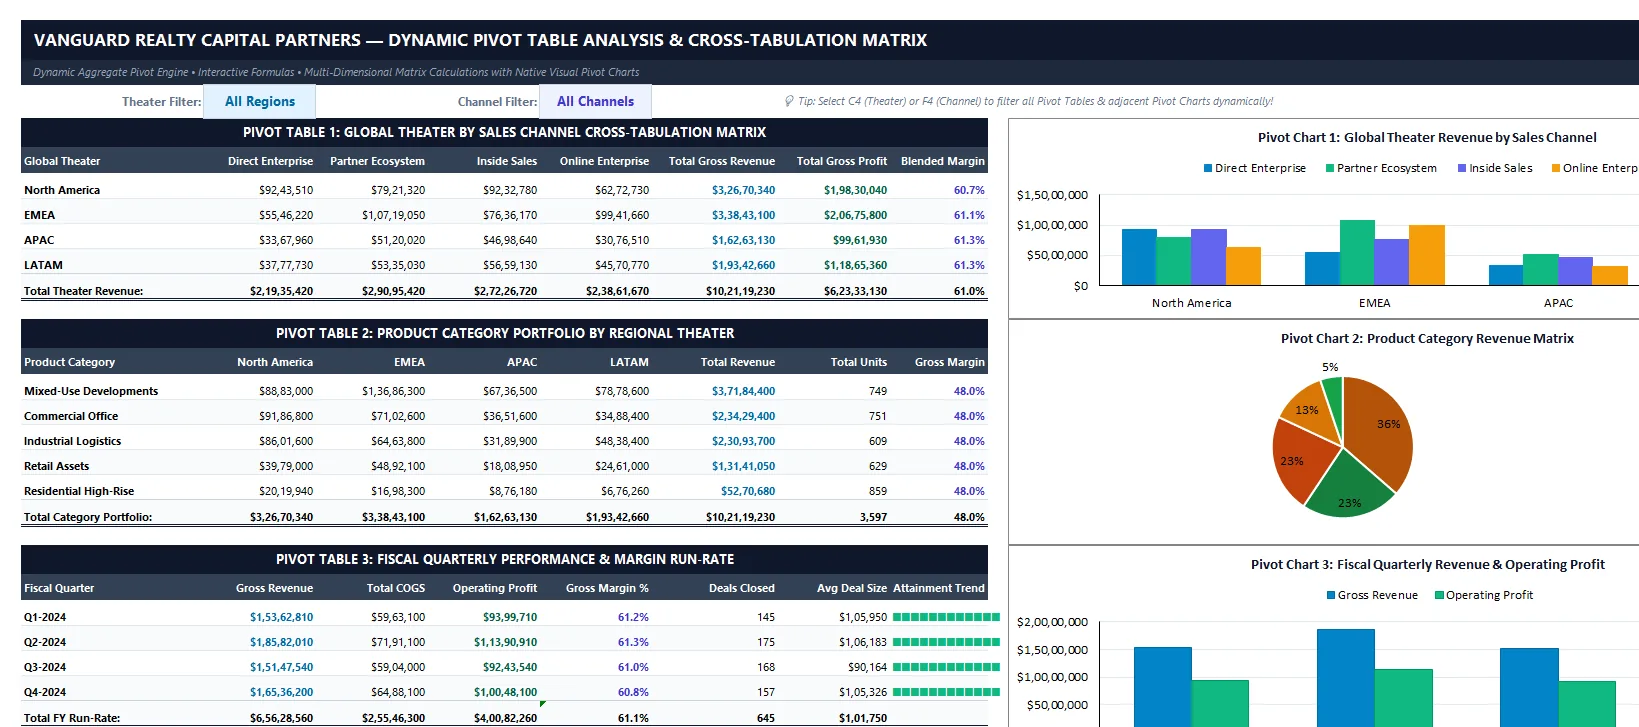 VANGUARD REALTY CAPITAL PARTNERS — DYNAMIC PIVOT TABLE ANALYSIS & CROSS-TABULATION MATRIX
Dynamic Aggregate Pivot Engine • Interactive Formulas • Multi-Dimensional Matrix Calculations with Native Visual Pivot Charts
Theater Filter: All Regions Channel Filter: All Channels 💡 Tip: Select C4 (Theater) or F4 (Channel) to filter all Pivot Tables & adjacent Pivot Charts dynamically!
PIVOT TABLE 1: GLOBAL THEATER BY SALES CHANNEL CROSS-TABULATION MATRIX
Global Theater Direct Enterprise Partner Ecosystem Inside Sales Online Enterprise Total Gross Revenue Total Gross Profit Blended Margin
North America $92,43,510 $79,21,320 $92,32,780 $62,72,730 $3,26,70,340 $1,98,30,040 60.7%
EMEA $55,46,220 $1,07,19,050 $76,36,170 $99,41,660 $3,38,43,100 $2,06,75,800 61.1%
APAC $33,67,960 $51,20,020 $46,98,640 $30,76,510 $1,62,63,130 $99,61,930 61.3%
LATAM $37,77,730 $53,35,030 $56,59,130 $45,70,770 $1,93,42,660 $1,18,65,360 61.3%
Total Theater Revenue: $2,19,35,420 $2,90,95,420 $2,72,26,720 $2,38,61,670 $10,21,19,230 $6,23,33,130 61.0%
Pivot Chart 1: Global Theater Revenue by Sales Channel
Direct Enterprise Partner Ecosystem Inside Sales Online Enterp
$1,50,00,000
$1,00,00,000
$50,00,000
$0
North America EMEA APAC
PIVOT TABLE 2: PRODUCT CATEGORY PORTFOLIO BY REGIONAL THEATER
Product Category North America EMEA APAC LATAM Total Revenue Total Units Gross Margin
Mixed-Use Developments $88,83,000 $1,36,86,300 $67,36,500 $78,78,600 $3,71,84,400 749 48.0%
Commercial Office $91,86,800 $71,02,600 $36,51,600 $34,88,400 $2,34,29,400 751 48.0%
Industrial Logistics $86,01,600 $64,63,800 $31,89,900 $48,38,400 $2,30,93,700 609 48.0%
Retail Assets $39,79,000 $48,92,100 $18,08,950 $24,61,000 $1,31,41,050 629 48.0%
Residential High-Rise $20,19,940 $16,98,300 $8,76,180 $6,76,260 $52,70,680 859 48.0%
Total Category Portfolio: $3,26,70,340 $3,38,43,100 $1,62,63,130 $1,93,42,660 $10,21,19,230 3,597 48.0%
Pivot Chart 2: Product Category Revenue Matrix
5%
13%
36%
23%
23%
PIVOT TABLE 3: FISCAL QUARTERLY PERFORMANCE & MARGIN RUN-RATE
Fiscal Quarter Gross Revenue Total COGS Operating Profit Gross Margin % Deals Closed Avg Deal Size Attainment Trend
Q1-2024 $1,53,62,810 $59,63,100 $93,99,710 61.2% 145 $1,05,950
Q2-2024 $1,85,82,010 $71,91,100 $1,13,90,910 61.3% 175 $1,06,183
Q3-2024 $1,51,47,540 $59,04,000 $92,43,540 61.0% 168 $90,164
Q4-2024 $1,65,36,200 $64,88,100 $1,00,48,100 60.8% 157 $1,05,326
Total FY Run-Rate: $6,56,28,560 $2,55,46,300 $4,00,82,260 61.1% 645 $1,01,750
Pivot Chart 3: Fiscal Quarterly Revenue & Operating Profit
Gross Revenue Operating Profit
$2,00,00,000
$1,50,00,000
$1,00,00,000
$50,00,000